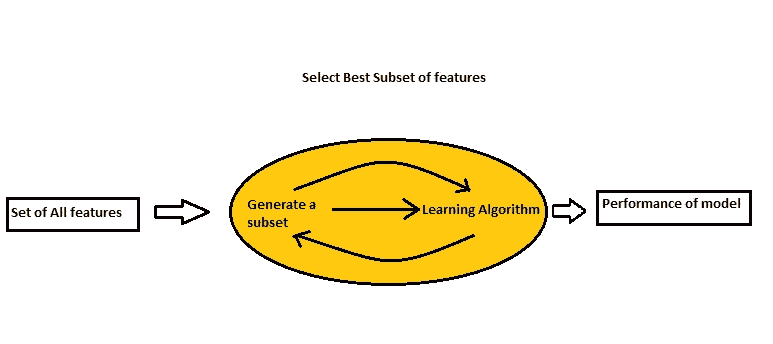 Select Best Subset of features
Set of All features
Generate a
subset
Learning Algorithm
Performance of model